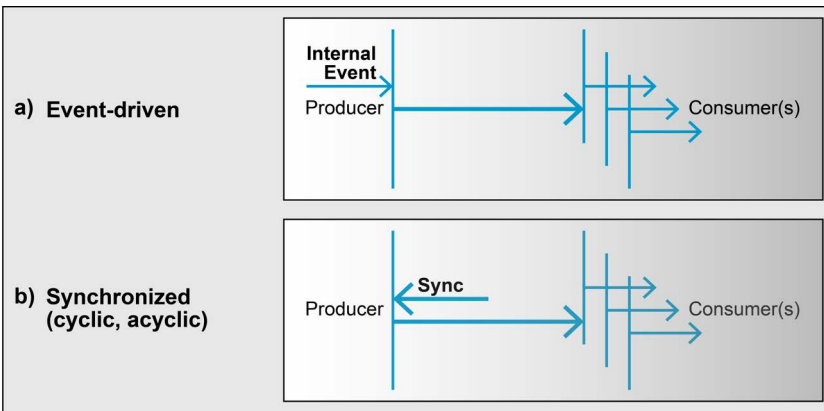 a) Event-driven
Internal
Event
Producer
Consumer(s)
b) Synchronized
(cyclic, acyclic)
Sync
Producer
Consumer(s)